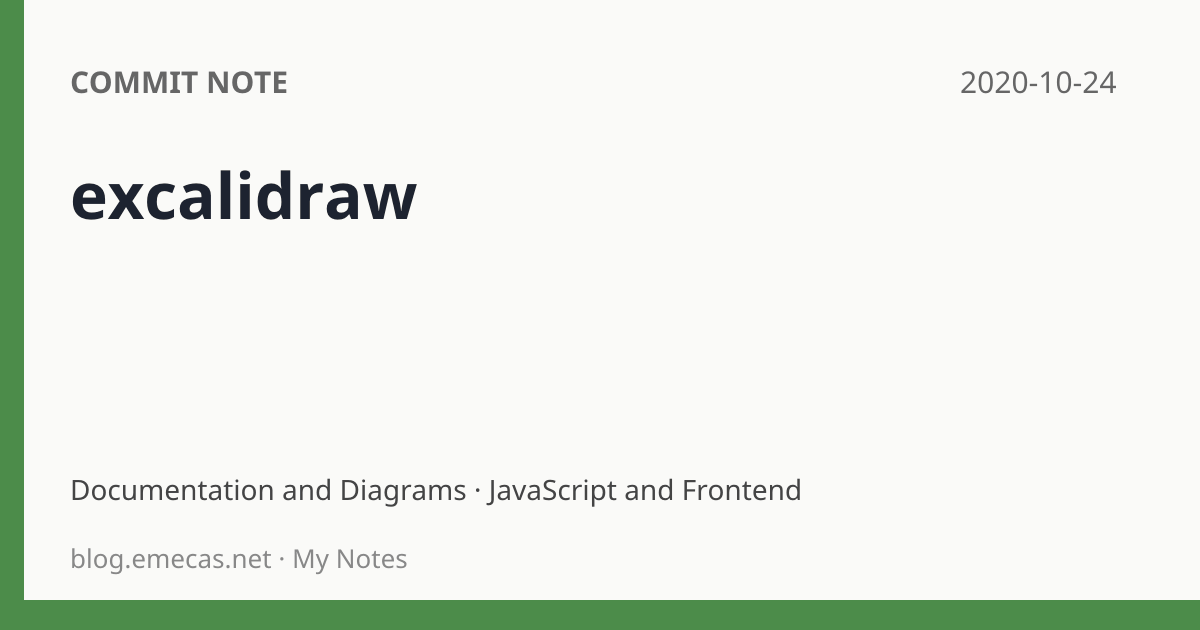 COMMIT NOTE
2020-10-24
excalidraw
Documentation and Diagrams · JavaScript and Frontend
blog.emecas.net · My Notes